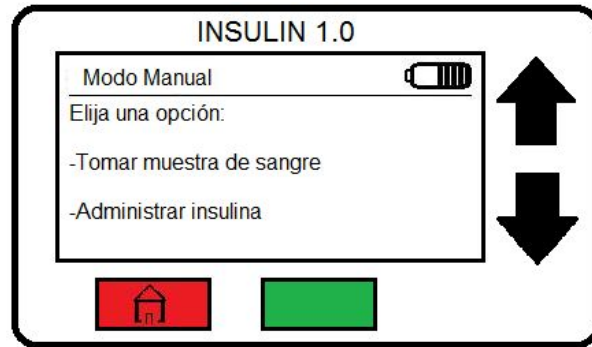 INSULIN 1.0
Modo Manual
Elija una opción:
-Tomar muestra de sangre
-Administrar insulina